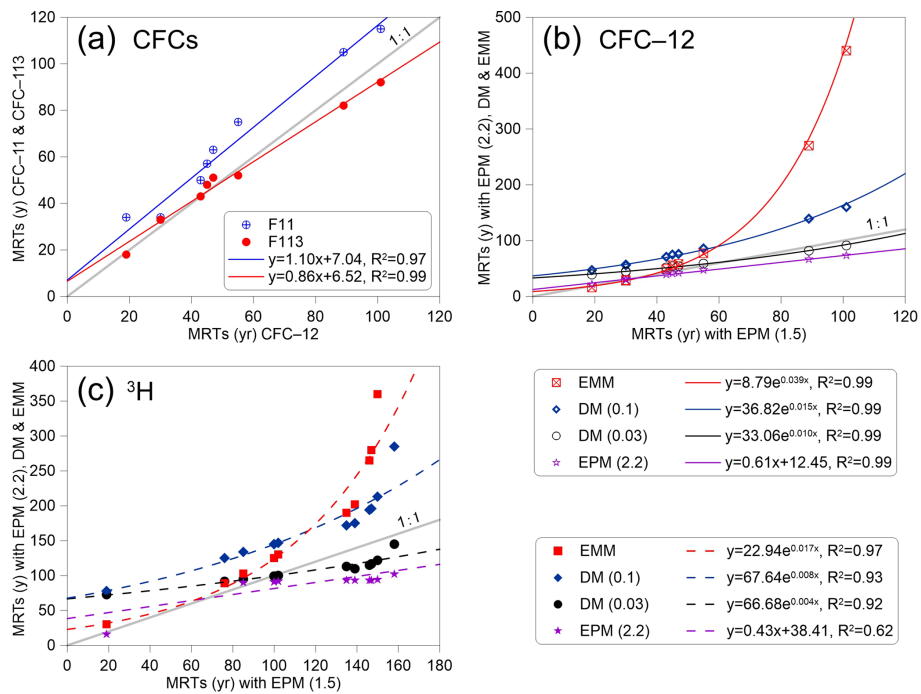 (a) CFCs
MRTs (y) CFC–11 & CFC–113
120
100
80
60
40
20
0
1:1
F11
F113
y=1.10x+7.04, R²=0.97
y=0.86x+6.52, R²=0.99
0 20 40 60 80 100 120
MRTs (yr) CFC–12
(b) CFC–12
MRTs (y) with EPM (2.2), DM & EMM
500
400
300
200
100
0
1:1
0 20 40 60 80 100 120
MRTs (yr) with EPM (1.5)
EMM y=8.79e^0.039x, R²=0.99
DM (0.1) y=36.82e^0.015x, R²=0.99
DM (0.03) y=33.06e^0.010x, R²=0.99
EPM (2.2) y=0.61x+12.45, R²=0.99
(c) ³H
MRTs (y) with EPM (2.2), DM & EMM
400
350
300
250
200
150
100
50
0
1:1
0 20 40 60 80 100 120 140 160 180
MRTs (yr) with EPM (1.5)
EMM y=22.94e^0.017x, R²=0.97
DM (0.1) y=67.64e^0.008x, R²=0.93
DM (0.03) y=66.68e^0.004x, R²=0.92
EPM (2.2) y=0.43x+38.41, R²=0.62